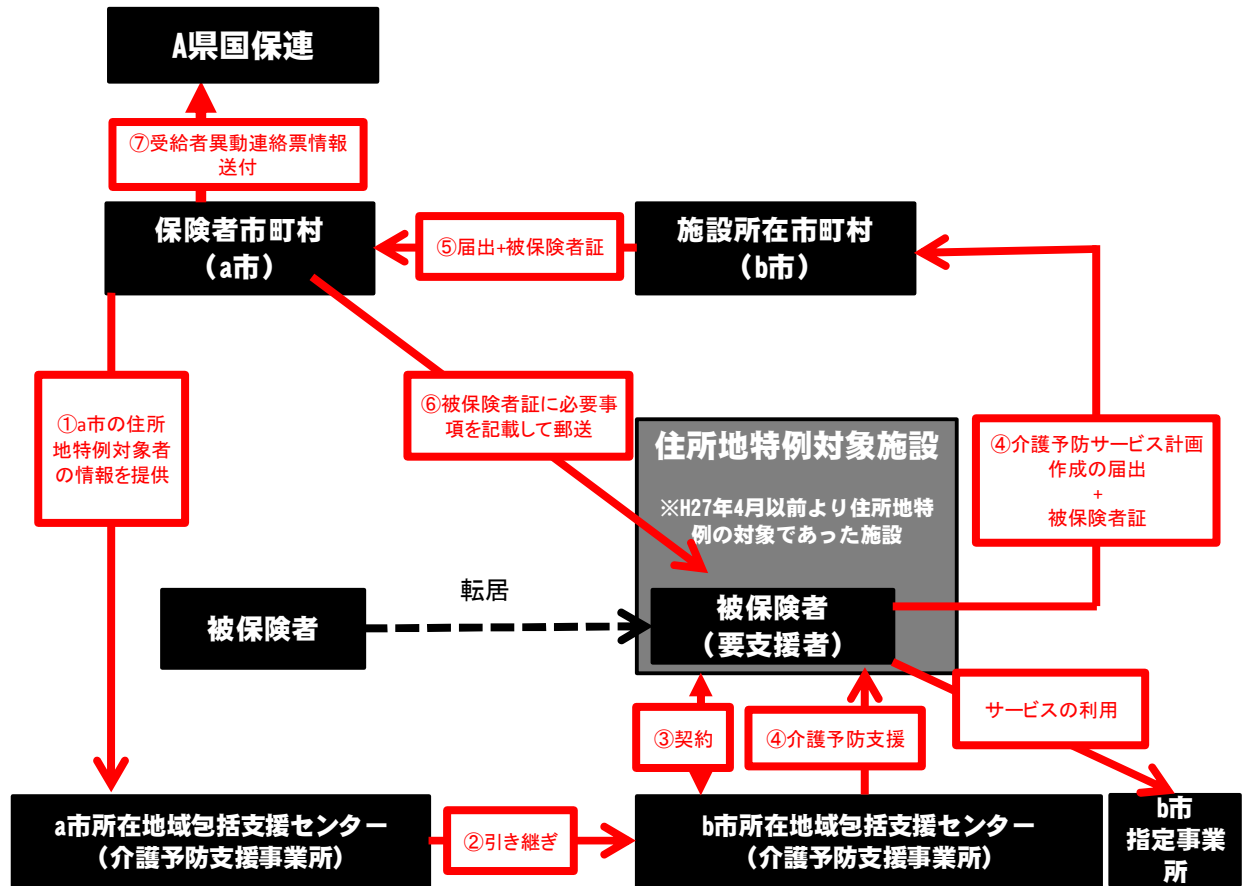 A県国保連
⑦受給者異動連絡票情報
送付
保険者市町村
（a市）
⑤届出+被保険者証
施設所在市町村
（b市）
①a市の住所
地特例対象者
の情報を提供
⑥被保険者証に必要事
項を記載して郵送
住所地特例対象施設
※H27年4月以前より住所地特
例の対象であった施設
④介護予防サービス計画
作成の届出
+
被保険者証
被保険者
転居
被保険者
（要支援者）
サービスの利用
③契約
④介護予防支援
a市所在地域包括支援センター
（介護予防支援事業所）
②引き継ぎ
b市所在地域包括支援センター
（介護予防支援事業所）
b市
指定事業
所